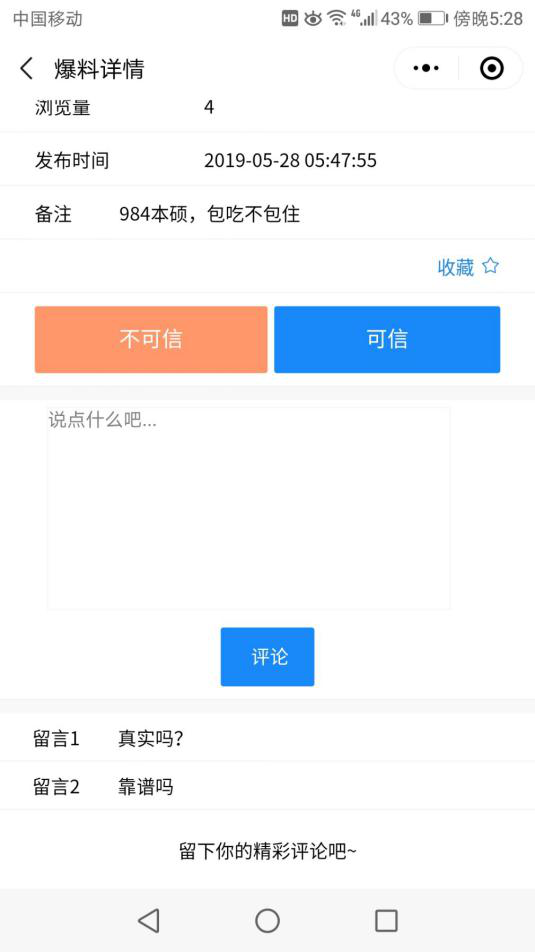 中国移动 HD 4G 43% 傍晚5:28
爆料详情
浏览量 4
发布时间 2019-05-28 05:47:55
备注 984本硕，包吃不包住
收藏
不可信 可信
说点什么吧...
评论
留言1 真实吗?
留言2 靠谱吗
留下你的精彩评论吧~